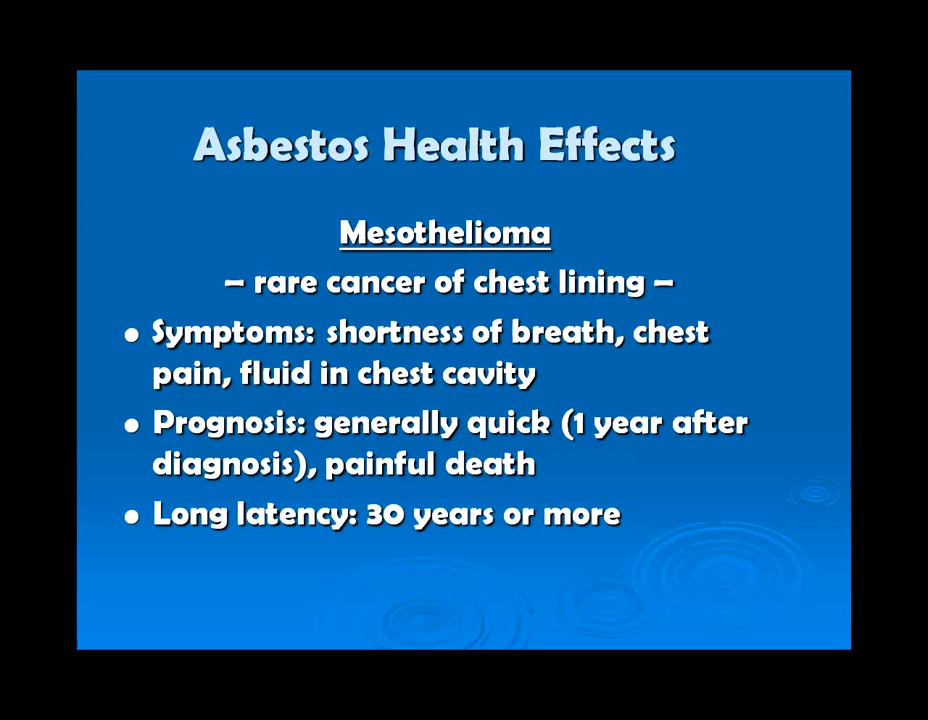 Asbestos Health Effects
Mesothelioma
– rare cancer of chest lining –
• Symptoms: shortness of breath, chest
pain, fluid in chest cavity
• Prognosis: generally quick (1 year after
diagnosis), painful death
• Long latency: 30 years or more